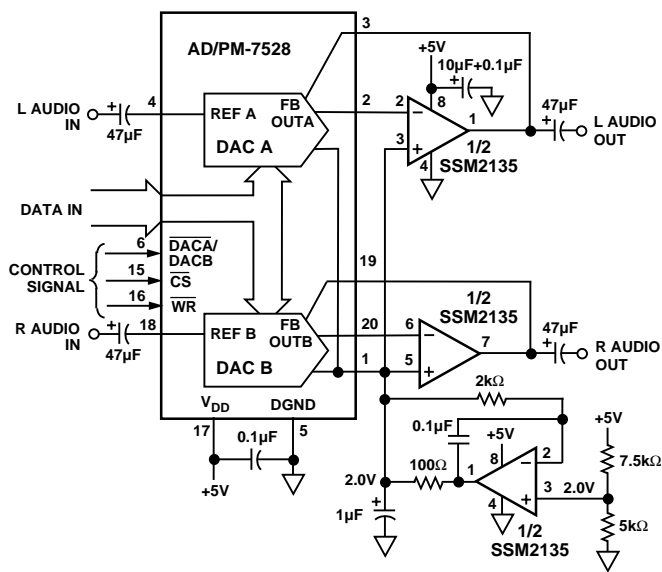 3
AD/PM-7528
+5V
10µF+0.1µF
L AUDIO
IN
+
47µF
4
REF A
FB
OUTA
DAC A
2
2
−
8
1
3
+
4
1/2
SSM2135
47µF
+
L AUDIO
OUT
DATA IN
CONTROL
SIGNAL
6
DACA/
DACB
15
CS
16
WR
19
R AUDIO
IN
+
47µF
18
REF B
FB
OUTB
DAC B
20
1
6
−
5
+
7
1/2
SSM2135
47µF
+
R AUDIO
OUT
VDD
DGND
17
5
0.1µF
+5V
2kΩ
0.1µF
+5V
+5V
8
−
2
7.5kΩ
2.0V
100Ω
1
+
3
2.0V
+
1µF
4
5kΩ
1/2
SSM2135